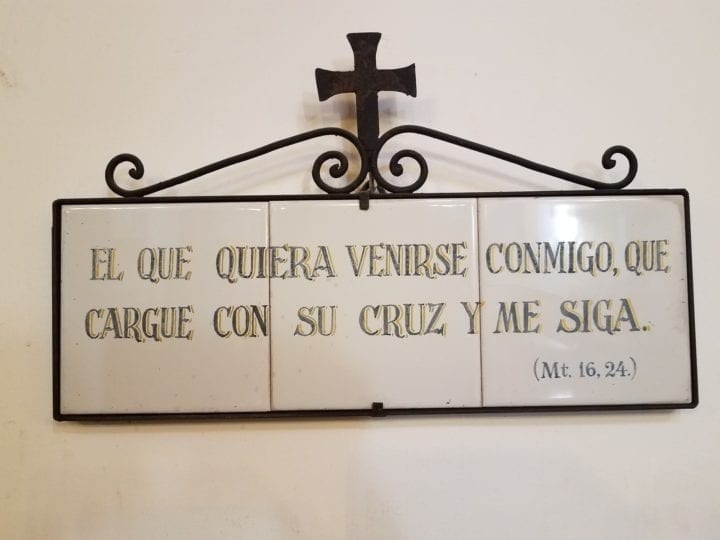 EL QUE QUIERA VENIRSE CONMIGO, QUE
CARGUE CON SU CRUZ Y ME SIGA.
(Mt. 16, 24.)